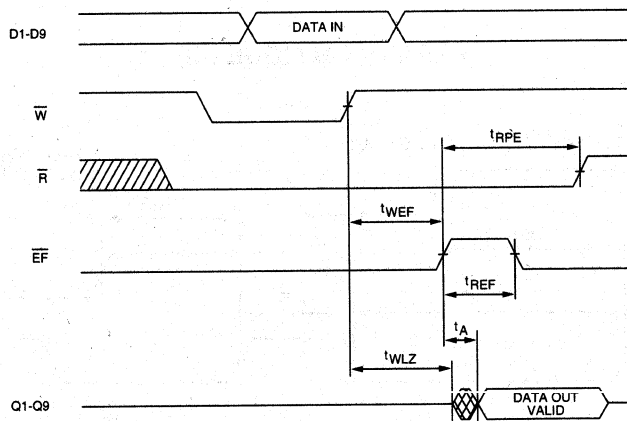 D1-D9
DATA IN
W
tRPE
R
tWEF
EF
tREF
tA
tWLZ
Q1-Q9
DATA OUT
VALID